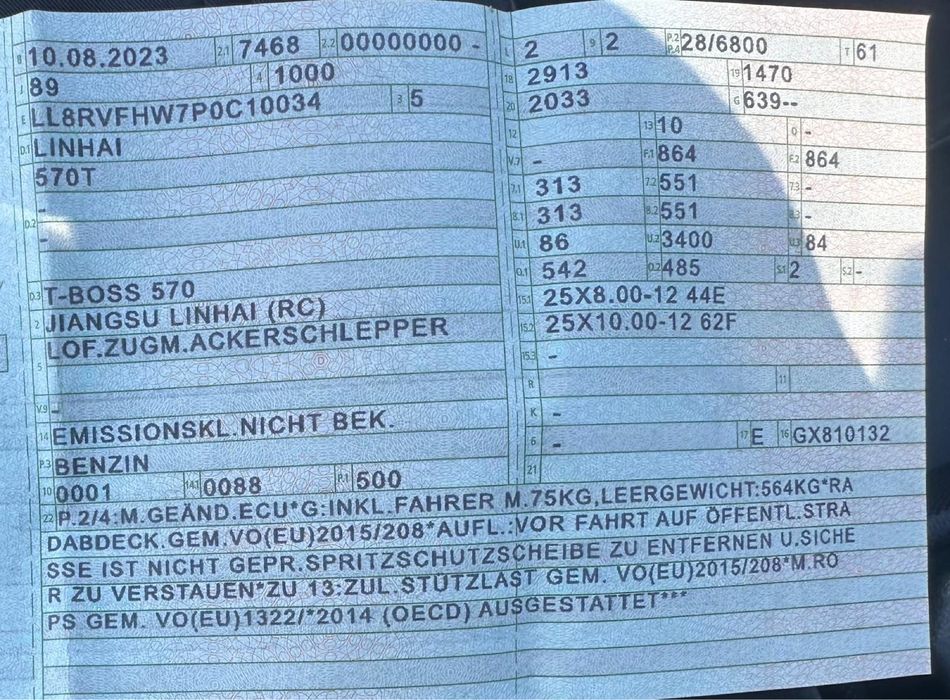 B 10.08.2023 2.1 7468 2.2 00000000 - L 2 9 2 P.2 P.4 28/6800 T 61
J 89 4 1000 18 2913 19 1470
E LL8RVFHW7P0C10034 3 5 20 2033 G 639--
D.1 LINHAI 12 13 10 Q -
570T V.7 - F.1 864 F.2 864
- 7.1 313 7.2 551 7.3 -
D.2 - 8.1 313 8.2 551 8.3 -
U.1 86 U.2 3400 U.3 84
D.3 T-BOSS 570 O.1 542 O.2 485 S.1 2 S.2 -
2 JIANGSU LINHAI (RC) 15.1 25X8.00-12 44E
LOF.ZUGM.ACKERSCHLEPPER 15.2 25X10.00-12 62F
5 15.3 -
R 11
V.9 - K -
14 EMISSIONSKL.NICHT BEK. 6 - 17 E 16 GX810132
P.3 BENZIN 21
10 0001 14.1 0088 P.1 500
22 P.2/4:M.GEÄND.ECU*G:INKL.FAHRER M.75KG,LEERGEWICHT:564KG*RA
DABDECK.GEM.VO(EU)2015/208*AUFL.:VOR FAHRT AUF ÖFFENTL.STRA
SSE IST NICHT GEPR.SPRITZSCHUTZSCHEIBE ZU ENTFERNEN U.SICHE
R ZU VERSTAUEN*ZU 13:ZUL.STÜTZLAST GEM. VO(EU)2015/208*M.RO
PS GEM. VO(EU)1322/*2014 (OECD) AUSGESTATTET***